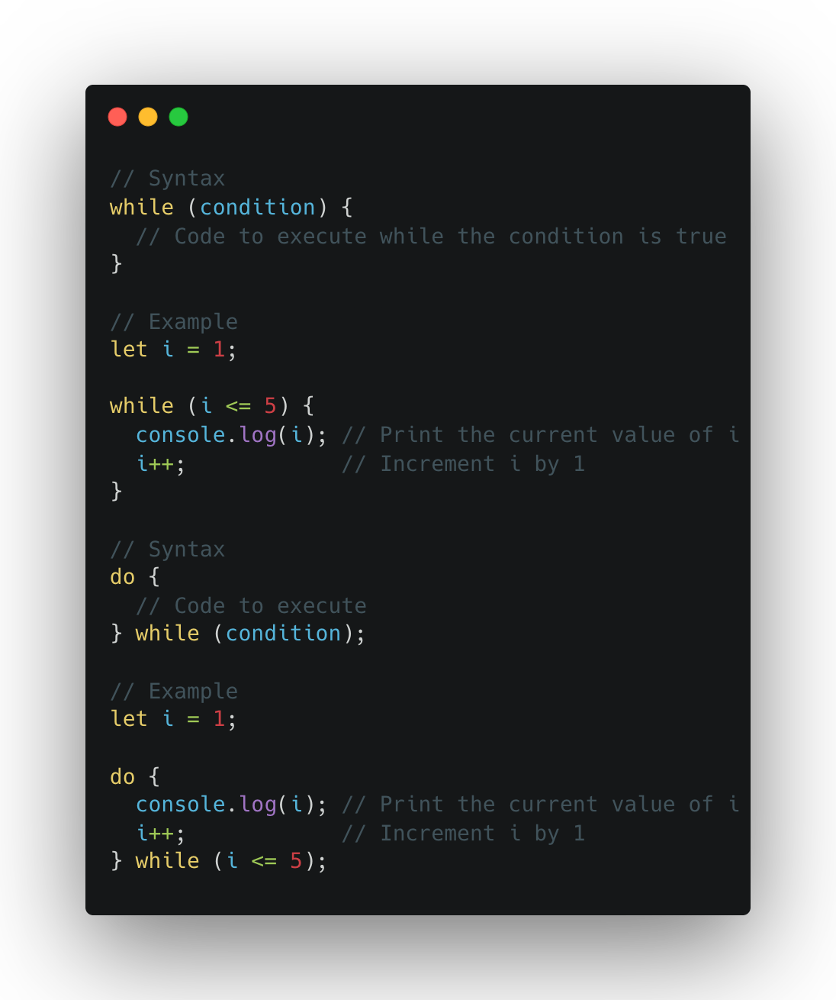 // Syntax
while (condition) {
  // Code to execute while the condition is true
}

// Example
let i = 1;

while (i <= 5) {
  console.log(i); // Print the current value of i
  i++;            // Increment i by 1
}

// Syntax
do {
  // Code to execute
} while (condition);

// Example
let i = 1;

do {
  console.log(i); // Print the current value of i
  i++;            // Increment i by 1
} while (i <= 5);